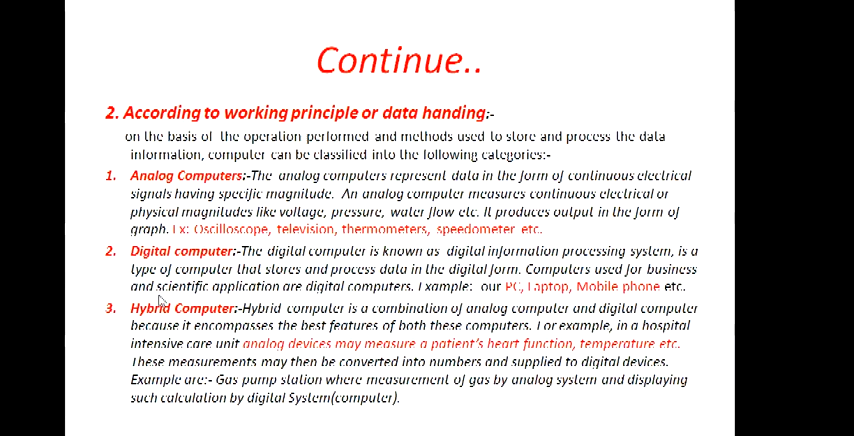 Continue..
2. According to working principle or data handing:-
on the basis of the operation performed and methods used to store and process the data
information, computer can be classified into the following categories:-
1. Analog Computers:-The analog computers represent data in the form of continuous electrical
signals having specific magnitude. An analog computer measures continuous electrical or
physical magnitudes like voltage, pressure, water flow etc. It produces output in the form of
graph. Ex: Oscilloscope, television, thermometers, speedometer etc.
2. Digital computer:-The digital computer is known as digital information processing system, is a
type of computer that stores and process data in the digital form. Computers used for business
and scientific application are digital computers. Example: our PC, Laptop, Mobile phone etc.
3. Hybrid Computer:-Hybrid computer is a combination of analog computer and digital computer
because it encompasses the best features of both these computers. For example, in a hospital
intensive care unit analog devices may measure a patient's heart function, temperature etc.
These measurements may then be converted into numbers and supplied to digital devices.
Example are:- Gas pump station where measurement of gas by analog system and displaying
such calculation by digital System(computer).